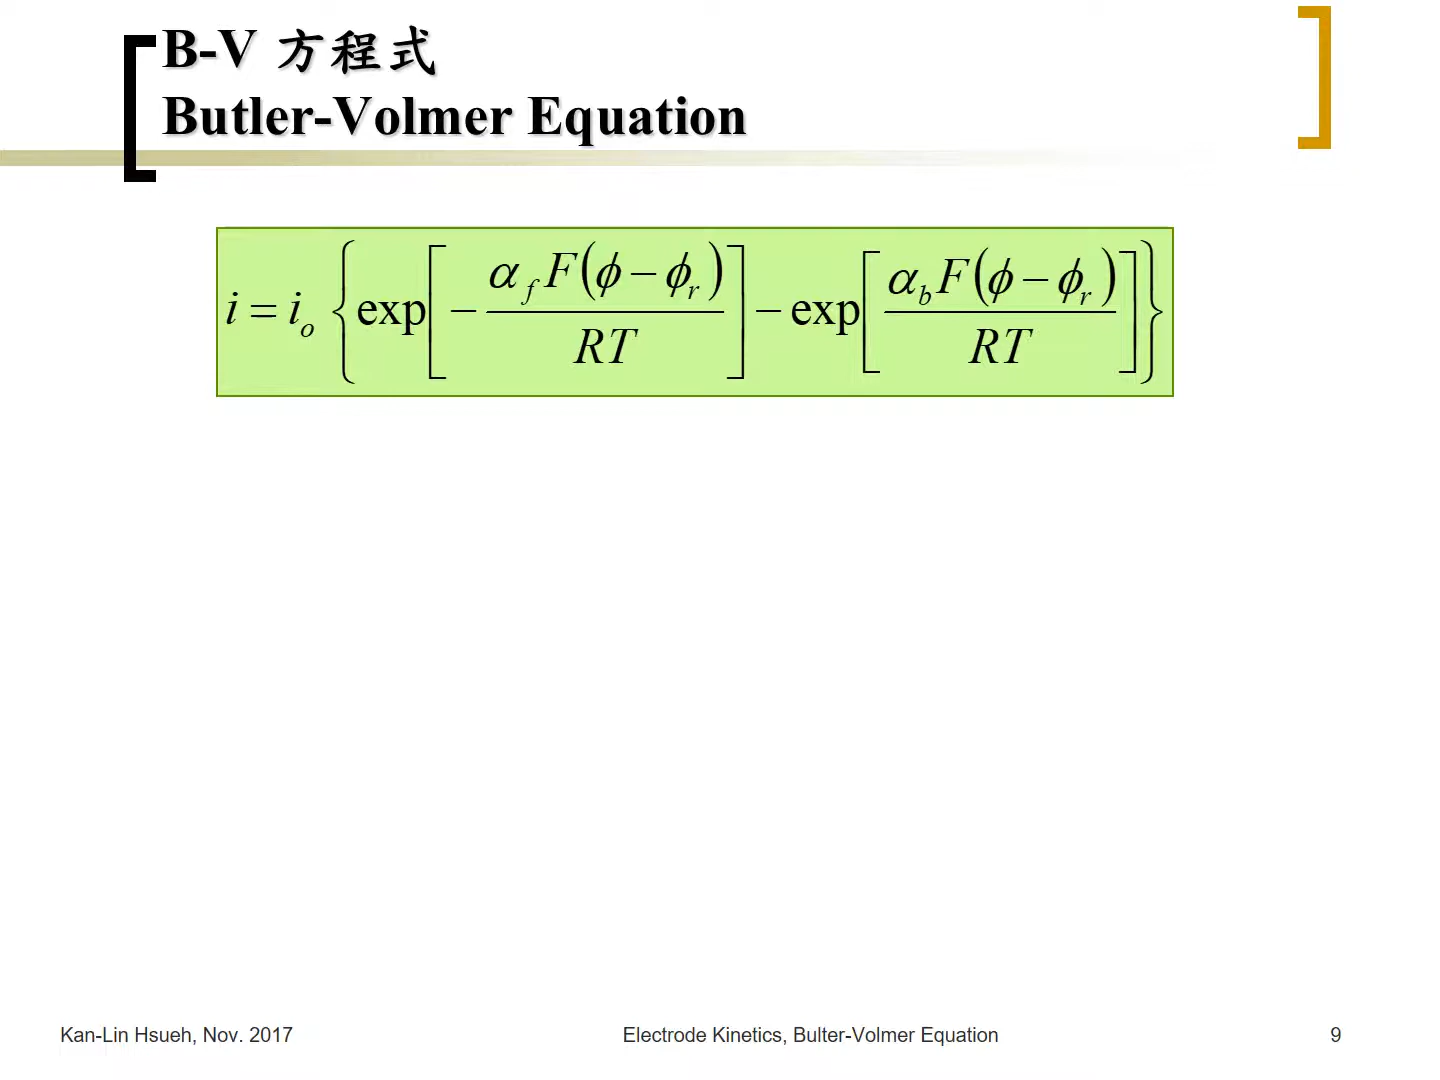 B-V 方程式
Butler-Volmer Equation
i = i_o { exp[ − α_f F(ϕ − ϕ_r) / RT ] − exp[ α_b F(ϕ − ϕ_r) / RT ] }
Kan-Lin Hsueh, Nov. 2017
Electrode Kinetics, Bulter-Volmer Equation
9